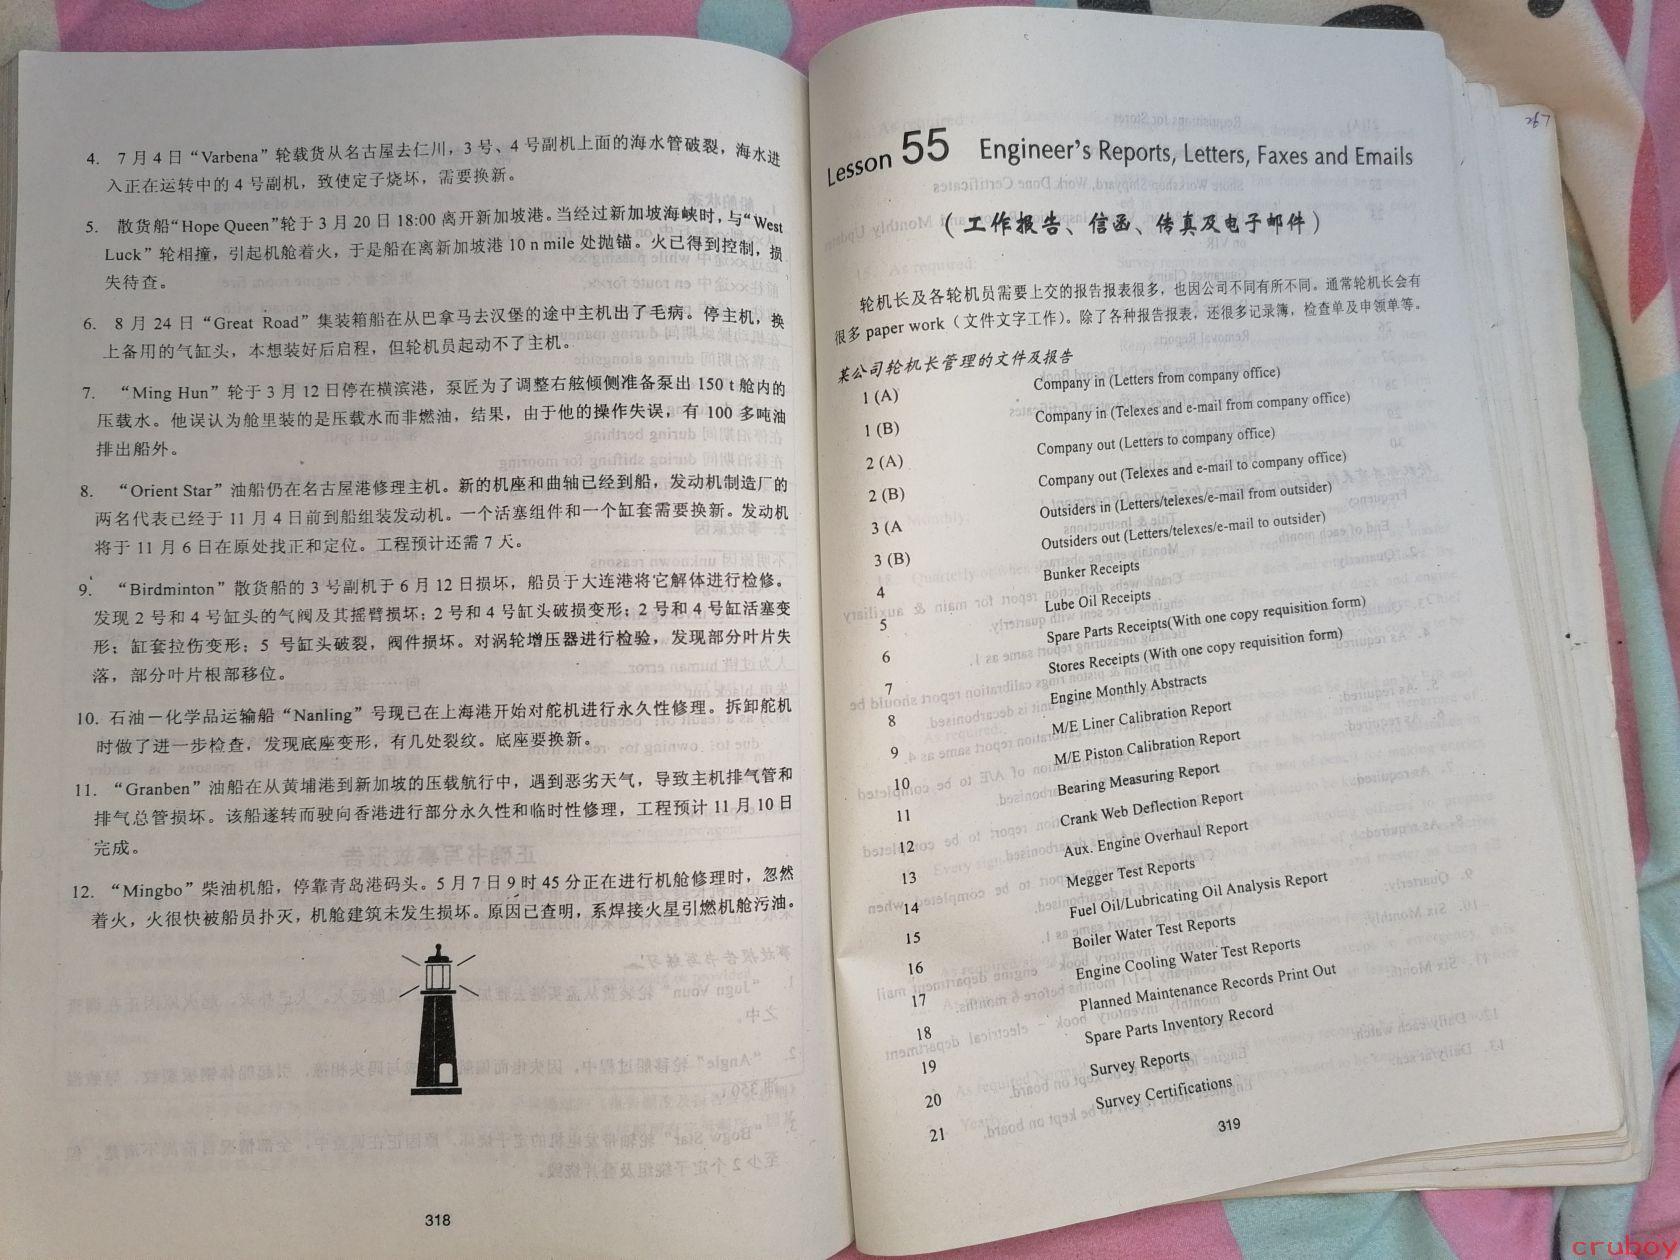 4. 7月4日“Varbena”轮载货从名古屋去仁川，3号、4号副机上面的海水管破裂，海水进
入正在运转中的4号副机，致使定子烧坏，需要换新。
5. 散货船“Hope Queen”轮于3月20日18:00离开新加坡港。当经过新加坡海峡时，与“West
Luck”轮相撞，引起机舱着火，于是船在离新加坡港10 n mile处抛锚。火已得到控制，损
失待查。
6. 8月24日“Great Road”集装箱船在从巴拿马去汉堡的途中主机出了毛病。停主机，换
上备用的气缸头，本想装好后启程，但轮机员起动不了主机。
7. “Ming Hun”轮于3月12日停在横滨港，泵匠为了调整右舷倾侧准备泵出150 t舱内的
压载水。他误认为舱里装的是压载水而非燃油，结果，由于他的操作失误，有100多吨油
排出船外。
8. “Orient Star”油船仍在名古屋港修理主机。新的机座和曲轴已经到船，发动机制造厂的
两名代表已经于11月4日前到船组装发动机。一个活塞组件和一个缸套需要换新。发动机
将于11月6日在原处找正和定位。工程预计还需7天。
9. “Birdminton”散货船的3号副机于6月12日损坏，船员于大连港将它解体进行检修。
发现2号和4号缸头的气阀及其摇臂损坏；2号和4号缸头破损变形；2号和4号缸活塞变
形；缸套拉伤变形；5号缸头破裂，阀件损坏。对涡轮增压器进行检验，发现部分叶片失
落，部分叶片根部移位。
10. 石油－化学品运输船“Nanling”号现已在上海港开始对舵机进行永久性修理。拆卸舵机
时做了进一步检查，发现底座变形，有几处裂纹。底座要换新。
11. “Granben”油船在从黄埔港到新加坡的压载航行中，遇到恶劣天气，导致主机排气管和
排气总管损坏。该船遂转而驶向香港进行部分永久性和临时性修理，工程预计11月10日
完成。
12. “Mingbo”柴油机船，停靠青岛港码头。5月7日9时45分正在进行机舱修理时，忽然
着火，火很快被船员扑灭，机舱建筑未发生损坏。原因已查明，系焊接火星引燃机舱污油。
318
267
Lesson 55 Engineer's Reports, Letters, Faxes and Emails
（工作报告、信函、传真及电子邮件）
轮机长及各轮机员需要上交的报告报表很多，也因公司不同有所不同。通常轮机长会有
很多 paper work（文件文字工作）。除了各种报告报表，还很多记录簿，检查单及申领单等。
某公司轮机长管理的文件及报告
1 (A) Company in (Letters from company office)
1 (B) Company in (Telexes and e-mail from company office)
2 (A) Company out (Letters to company office)
2 (B) Company out (Telexes and e-mail to company office)
3 (A Outsiders in (Letters/telexes/e-mail from outsider)
3 (B) Outsiders out (Letters/telexes/e-mail to outsider)
4 Bunker Receipts
5 Lube Oil Receipts
6 Spare Parts Receipts(With one copy requisition form)
7 Stores Receipts (With one copy requisition form)
8 Engine Monthly Abstracts
9 M/E Liner Calibration Report
10 M/E Piston Calibration Report
11 Bearing Measuring Report
12 Crank Web Deflection Report
13 Aux. Engine Overhaul Report
14 Megger Test Reports
15 Fuel Oil/Lubricating Oil Analysis Report
16 Boiler Water Test Reports
17 Engine Cooling Water Test Reports
18 Planned Maintenance Records Print Out
19 Spare Parts Inventory Record
20 Survey Reports
21 Survey Certifications
319
cruboy